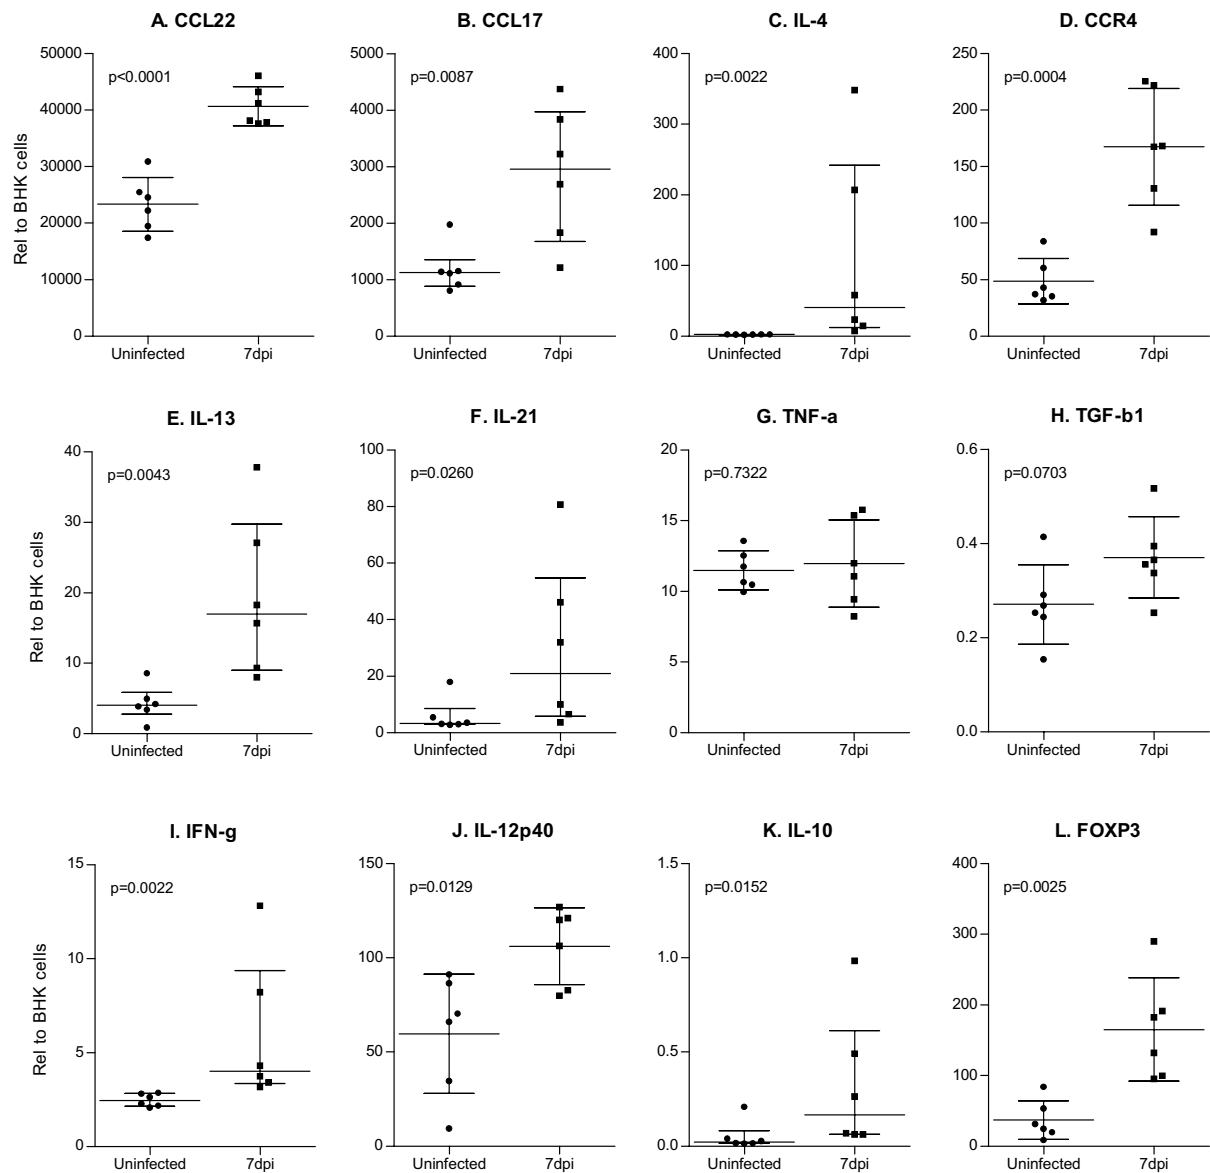 A. CCL22
B. CCL17
C. IL-4
D. CCR4
50000
40000
30000
20000
10000
0
p<0.0001
Rel to BHK cells
Uninfected
7dpi
5000
4000
3000
2000
1000
0
p=0.0087
Uninfected
7dpi
400
300
200
100
0
p=0.0022
Uninfected
7dpi
250
200
150
100
50
0
p=0.0004
Uninfected
7dpi
E. IL-13
F. IL-21
G. TNF-a
H. TGF-b1
40
30
20
10
0
p=0.0043
Rel to BHK cells
Uninfected
7dpi
100
80
60
40
20
0
p=0.0260
Uninfected
7dpi
20
15
10
5
0
p=0.7322
Uninfected
7dpi
0.6
0.4
0.2
0.0
p=0.0703
Uninfected
7dpi
I. IFN-g
J. IL-12p40
K. IL-10
L. FOXP3
15
10
5
0
p=0.0022
Rel to BHK cells
Uninfected
7dpi
150
100
50
0
p=0.0129
Uninfected
7dpi
1.5
1.0
0.5
0.0
p=0.0152
Uninfected
7dpi
400
300
200
100
0
p=0.0025
Uninfected
7dpi